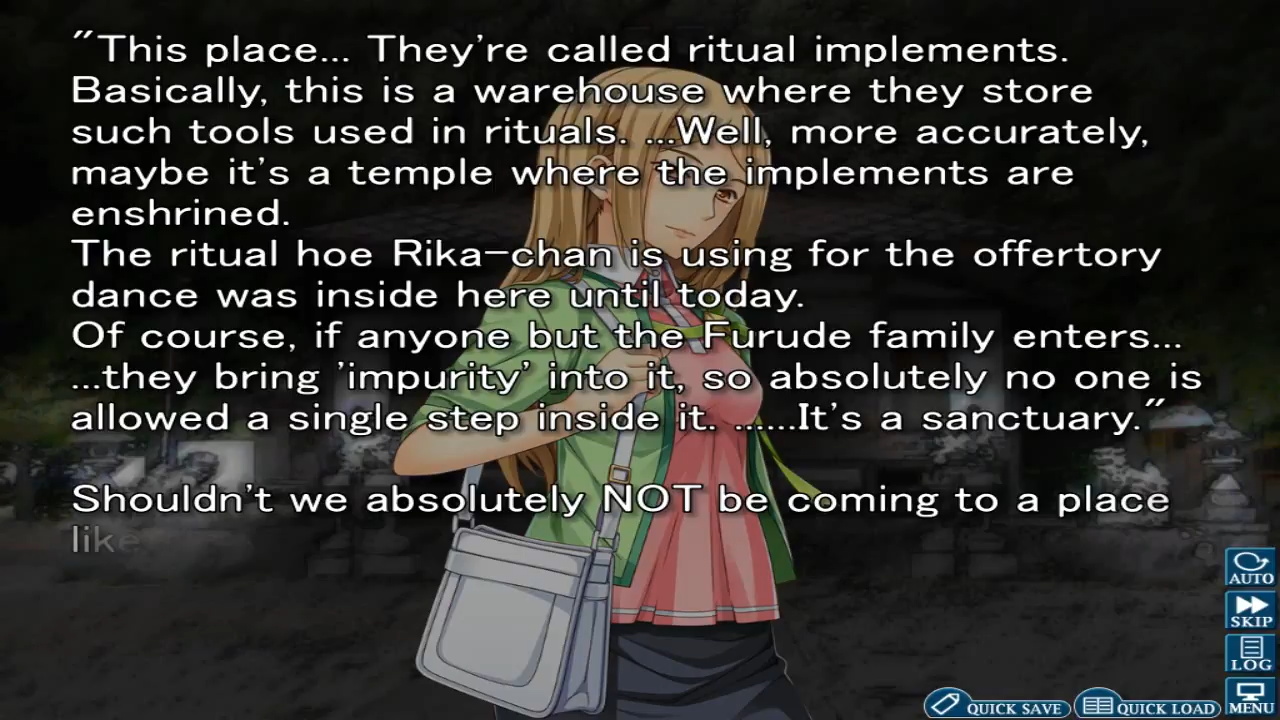 "This place... They're called ritual implements.
Basically, this is a warehouse where they store
such tools used in rituals. ...Well, more accurately,
maybe it's a temple where the implements are
enshrined.
The ritual hoe Rika-chan is using for the offertory
dance was inside here until today.
Of course, if anyone but the Furude family enters...
...they bring 'impurity' into it, so absolutely no one is
allowed a single step inside it. ......It's a sanctuary."
Shouldn't we absolutely NOT be coming to a place
like
AUTO
SKIP
LOG
MENU
QUICK SAVE
QUICK LOAD